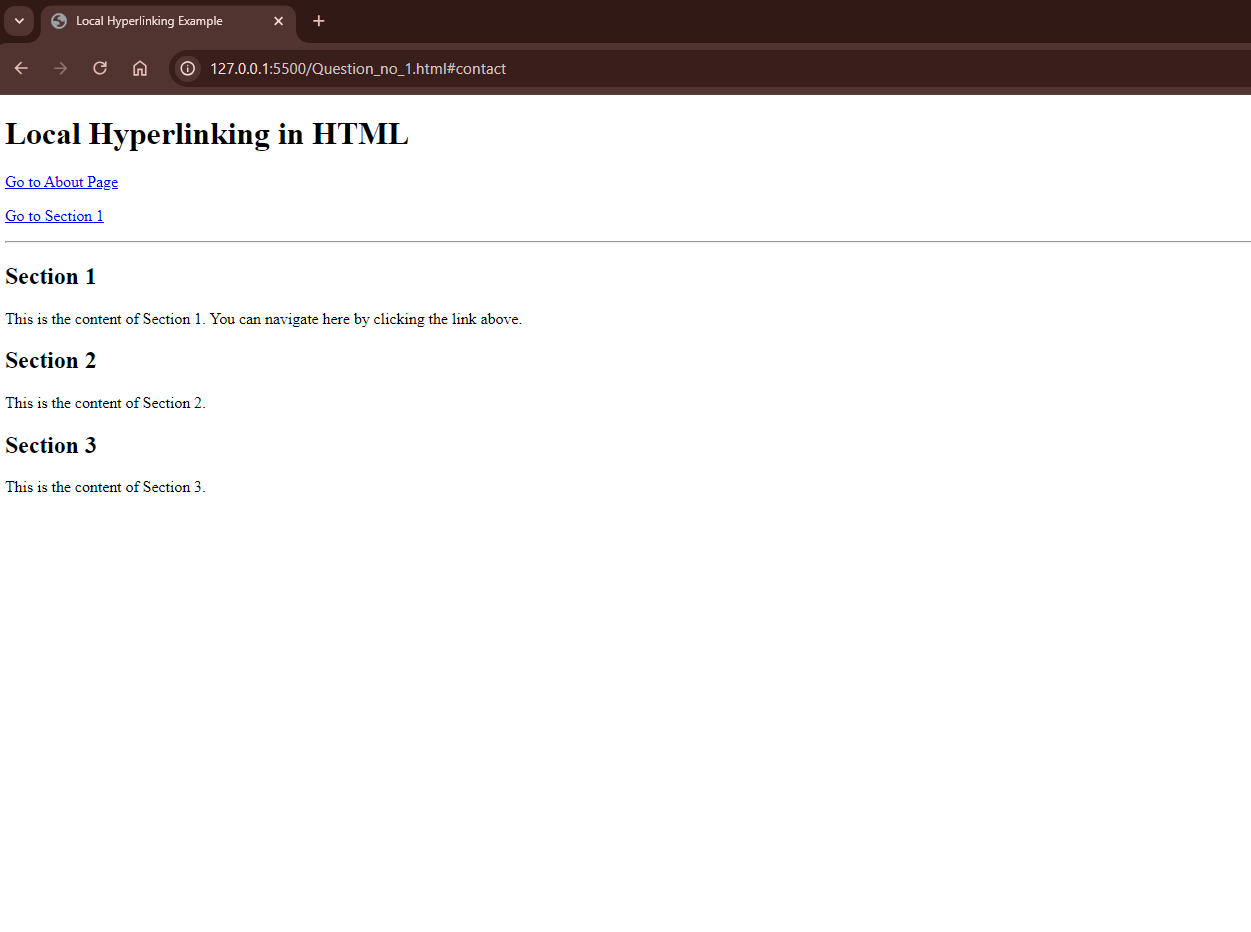 Local Hyperlinking Example
127.0.0.1:5500/Question_no_1.html#contact
Local Hyperlinking in HTML
Go to About Page
Go to Section 1
Section 1
This is the content of Section 1. You can navigate here by clicking the link above.
Section 2
This is the content of Section 2.
Section 3
This is the content of Section 3.